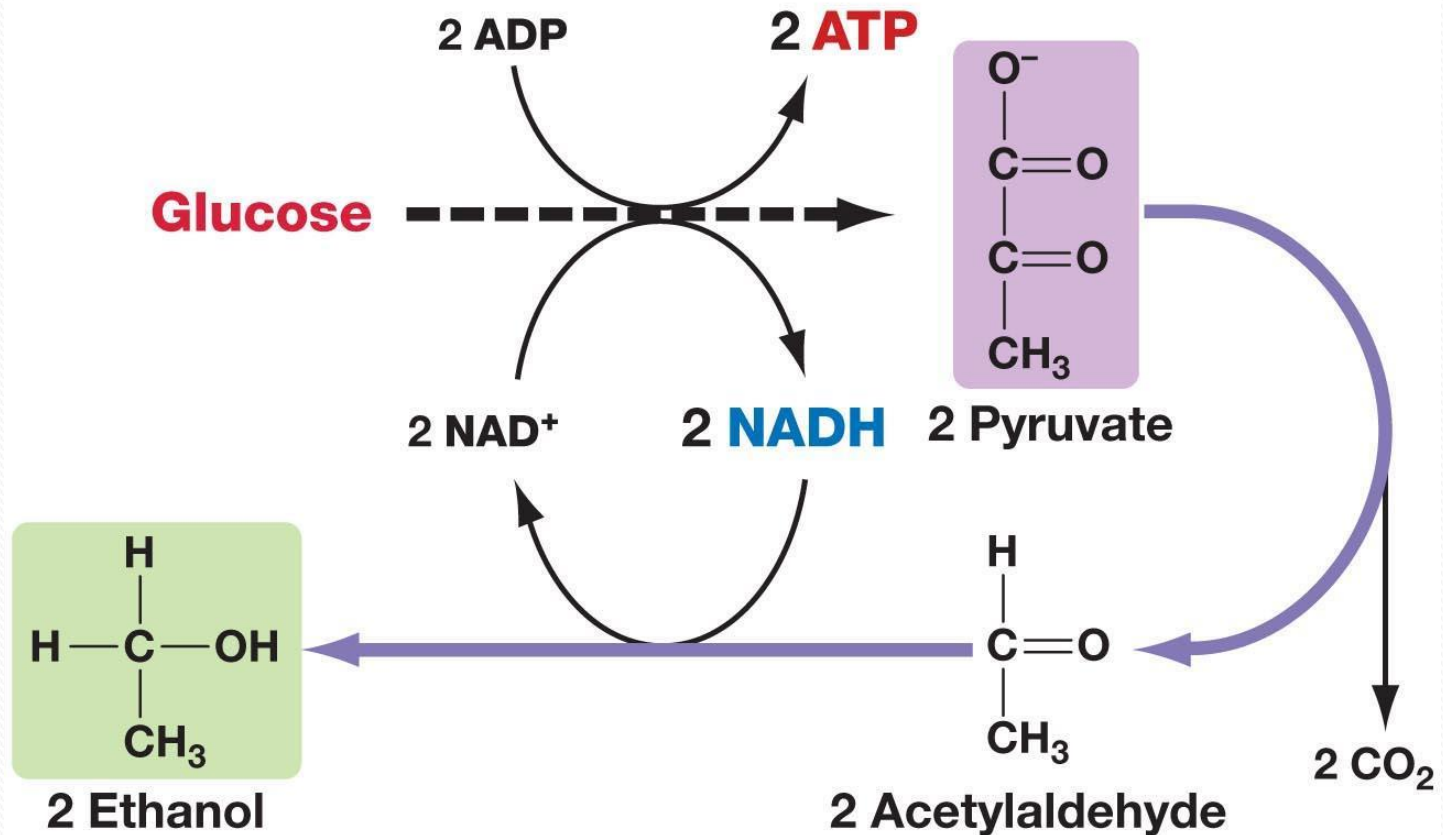 2 ADP
2 ATP
Glucose
O⁻
C=O
C=O
CH₃
2 Pyruvate
2 NAD⁺
2 NADH
H
H—C—OH
CH₃
2 Ethanol
H
C=O
CH₃
2 Acetylaldehyde
2 CO₂